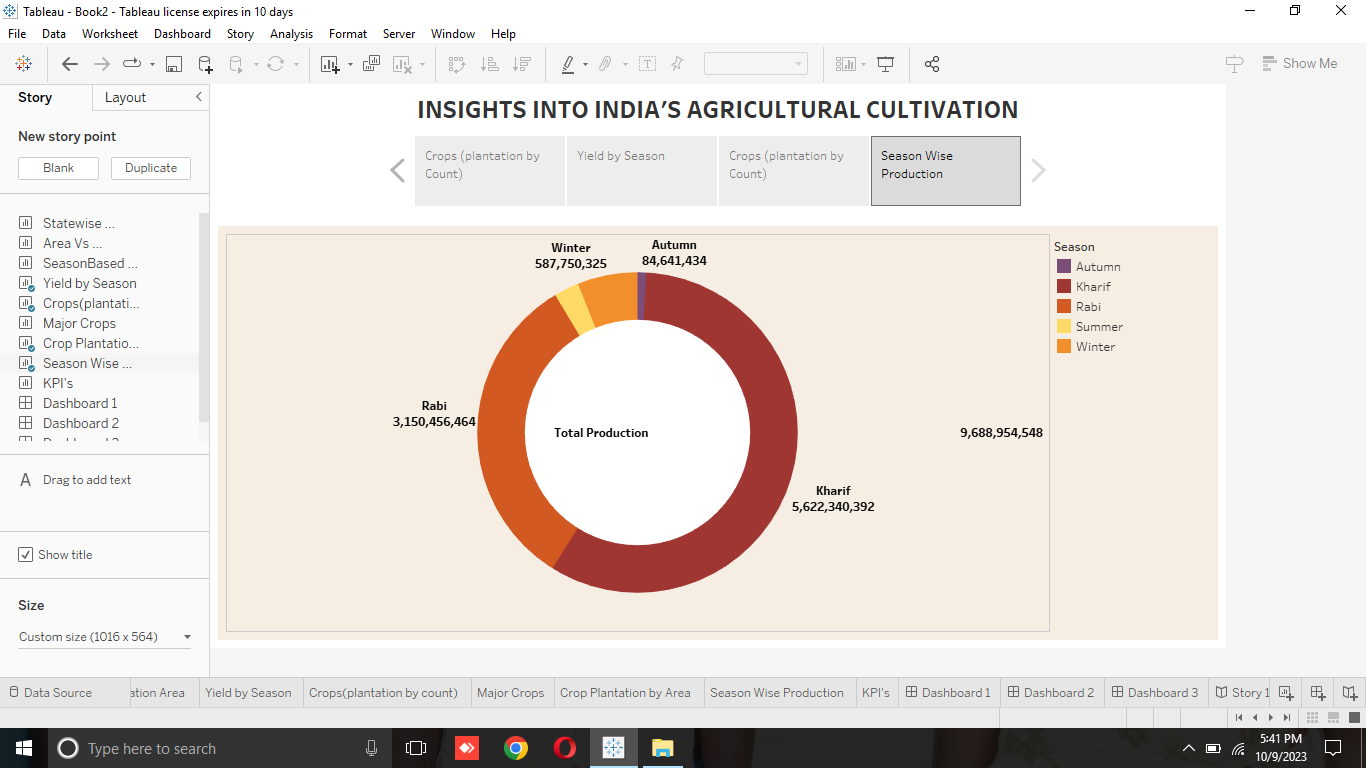 Tableau - Book2 - Tableau license expires in 10 days
File Data Worksheet Dashboard Story Analysis Format Server Window Help
Show Me
Story Layout
New story point
Blank Duplicate
Statewise ...
Area Vs ...
SeasonBased ...
Yield by Season
Crops(plantati...
Major Crops
Crop Plantatio...
Season Wise ...
KPI's
Dashboard 1
Dashboard 2
A Drag to add text
Show title
Size
Custom size (1016 x 564)
INSIGHTS INTO INDIA’S AGRICULTURAL CULTIVATION
Crops (plantation by
Count)
Yield by Season
Crops (plantation by
Count)
Season Wise
Production
Winter
587,750,325
Autumn
84,641,434
Rabi
3,150,456,464
Total Production
9,688,954,548
Kharif
5,622,340,392
Season
Autumn
Kharif
Rabi
Summer
Winter
Data Source ation Area Yield by Season Crops(plantation by count) Major Crops Crop Plantation by Area Season Wise Production KPI's Dashboard 1 Dashboard 2 Dashboard 3 Story 1
Type here to search
5:41 PM
10/9/2023